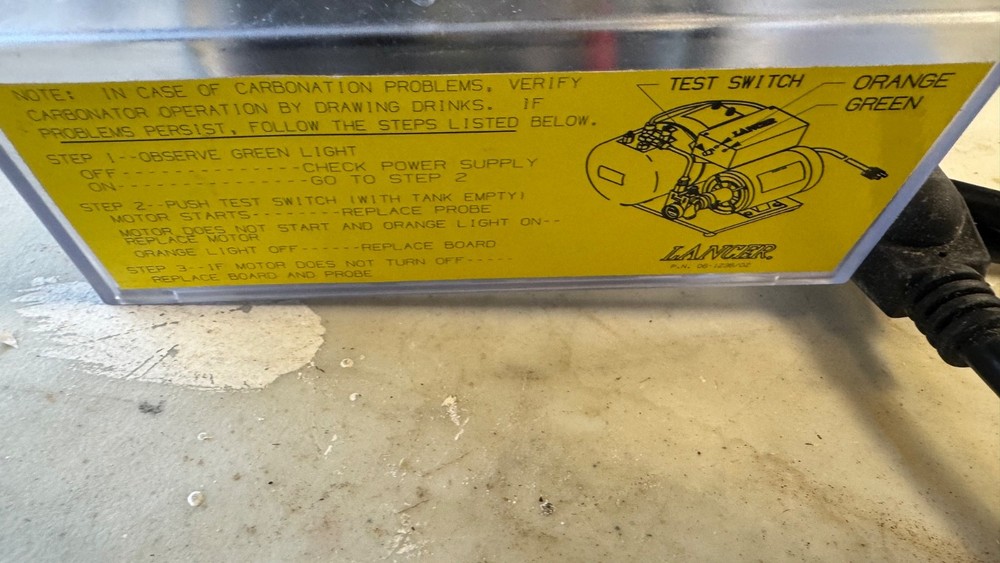 NOTE: IN CASE OF CARBONATION PROBLEMS, VERIFY
CARBONATOR OPERATION BY DRAWING DRINKS. IF
PROBLEMS PERSIST, FOLLOW THE STEPS LISTED BELOW.
STEP 1--OBSERVE GREEN LIGHT
OFF-----------------CHECK POWER SUPPLY
ON------------------GO TO STEP 2
STEP 2--PUSH TEST SWITCH (WITH TANK EMPTY)
MOTOR STARTS---------REPLACE PROBE
MOTOR DOES NOT START AND ORANGE LIGHT ON--
REPLACE MOTOR
ORANGE LIGHT OFF------REPLACE BOARD
STEP 3--IF MOTOR DOES NOT TURN OFF-----
REPLACE BOARD AND PROBE
TEST SWITCH
ORANGE
GREEN
LANCER
LANCER®
P.N. 06-1236/02